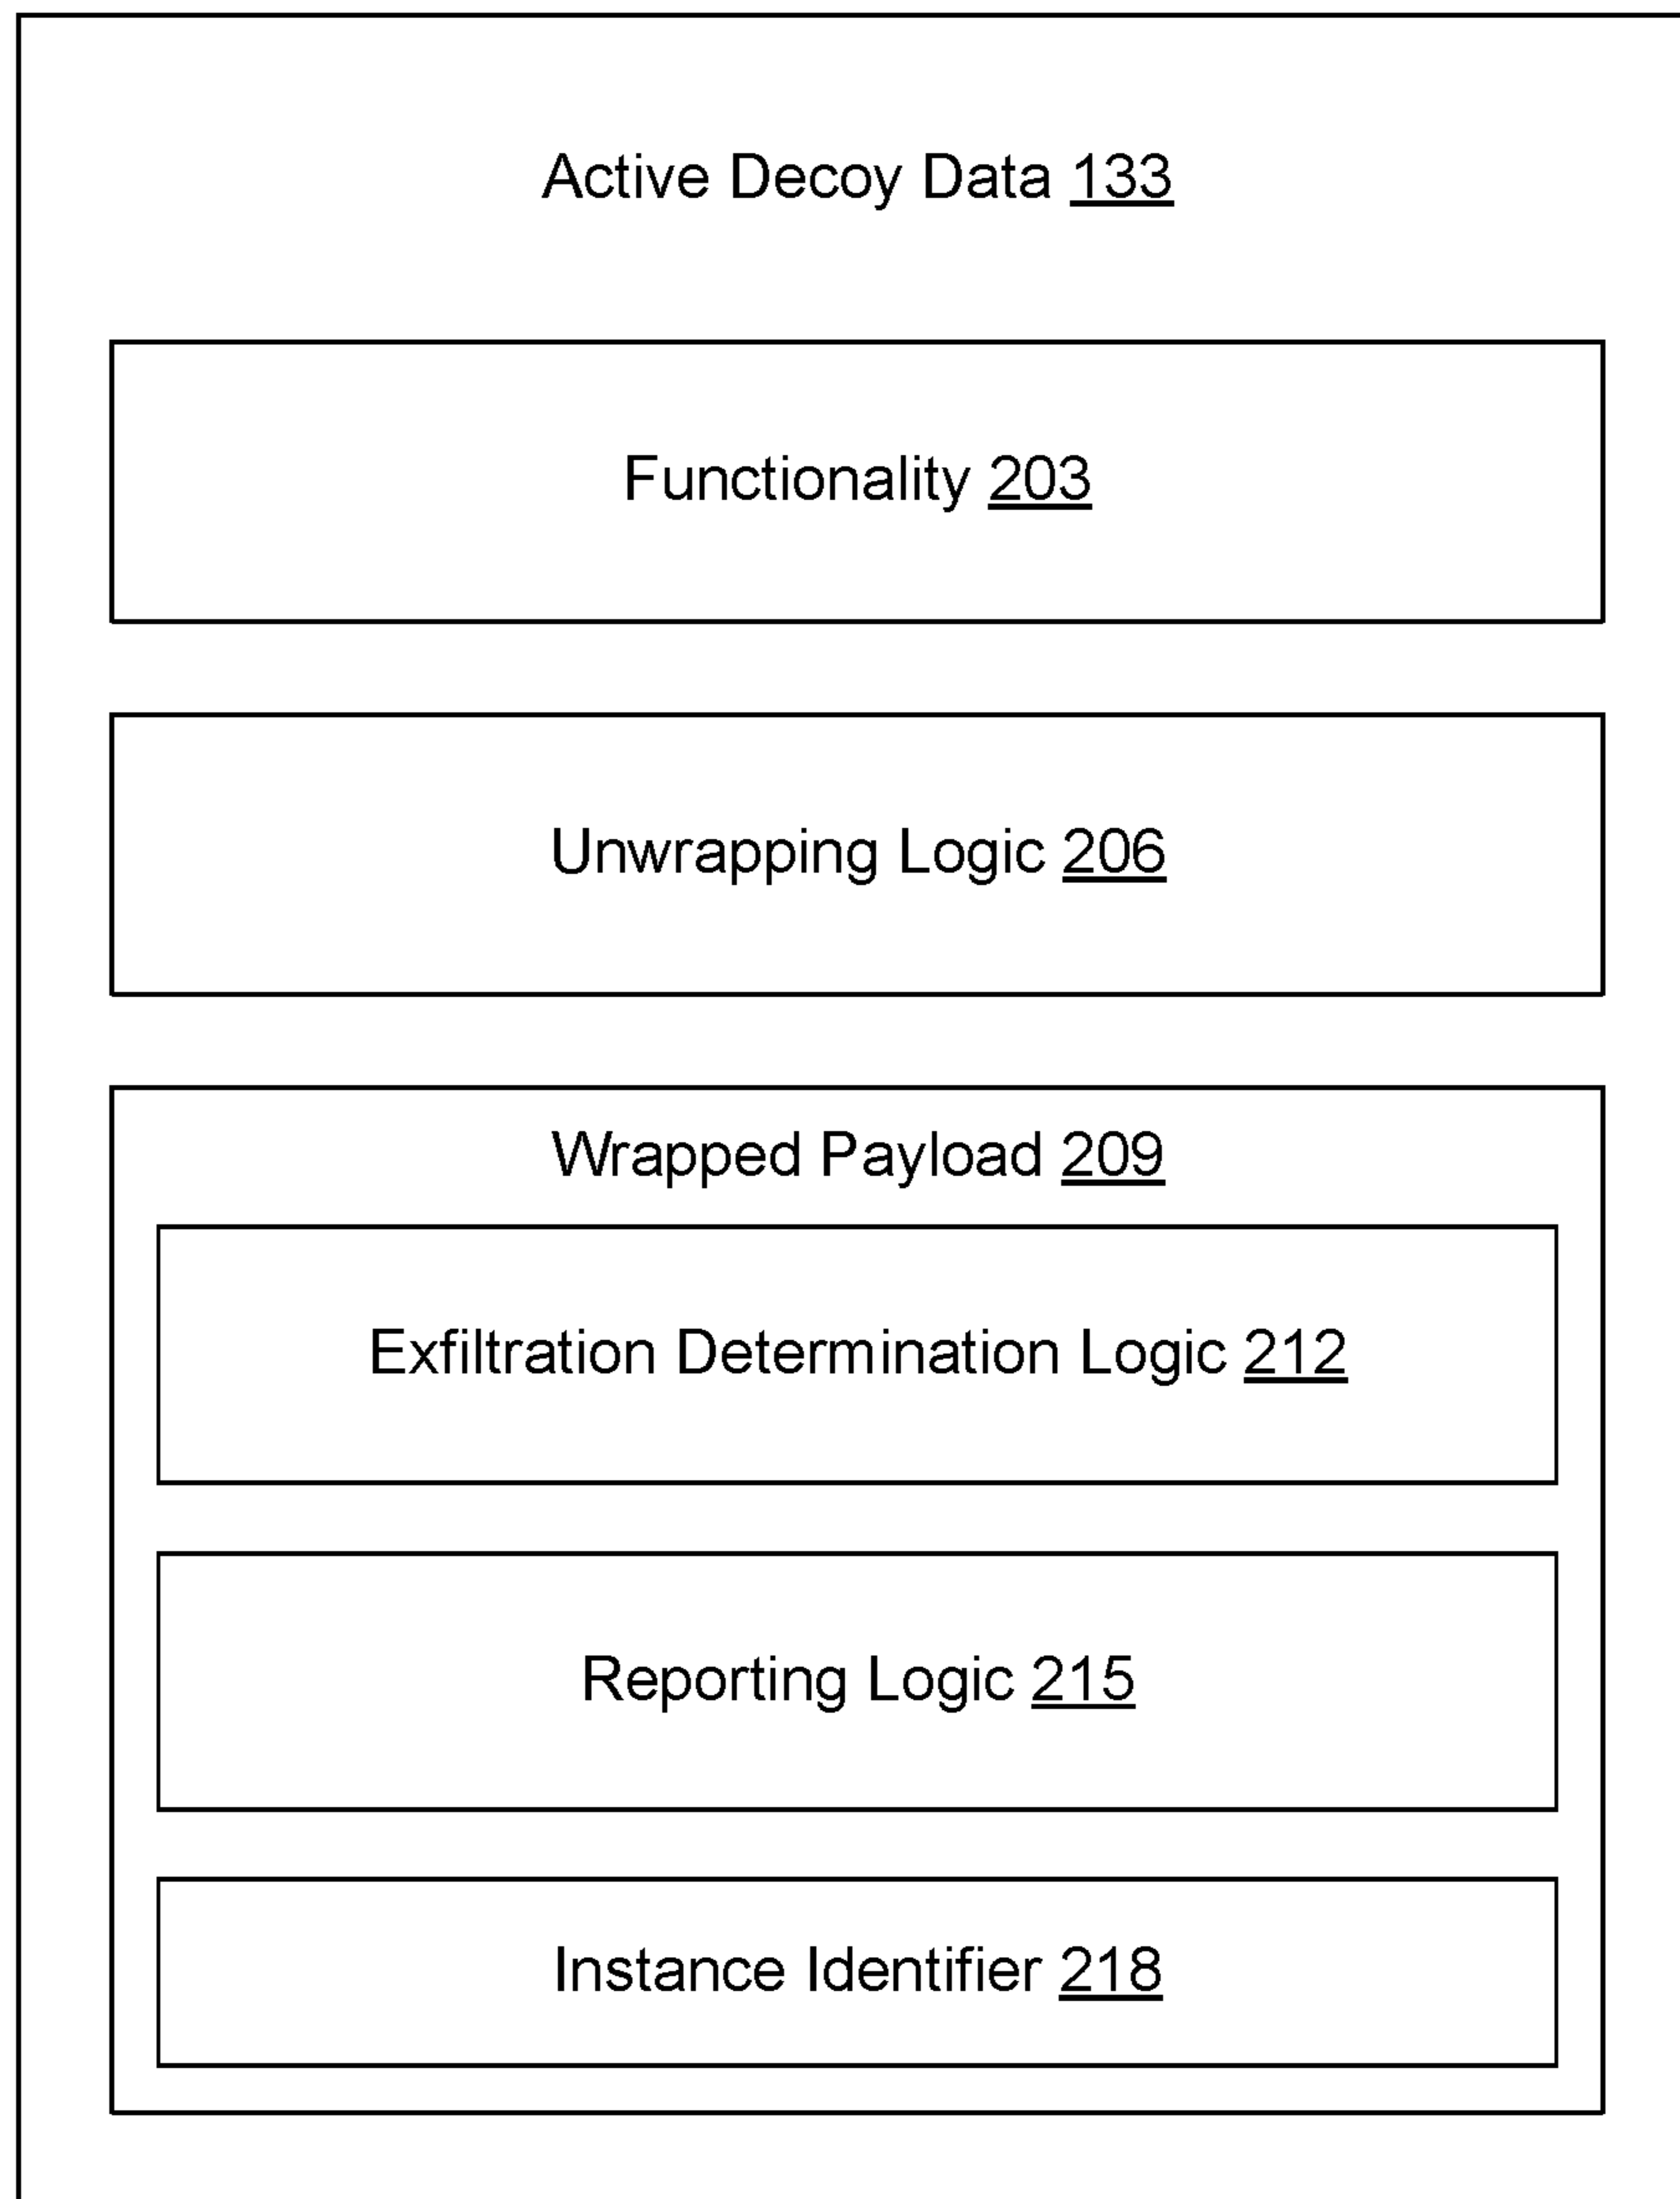 Active Decoy Data 133
Functionality 203
Unwrapping Logic 206
Wrapped Payload 209
Exfiltration Determination Logic 212
Reporting Logic 215
Instance Identifier 218